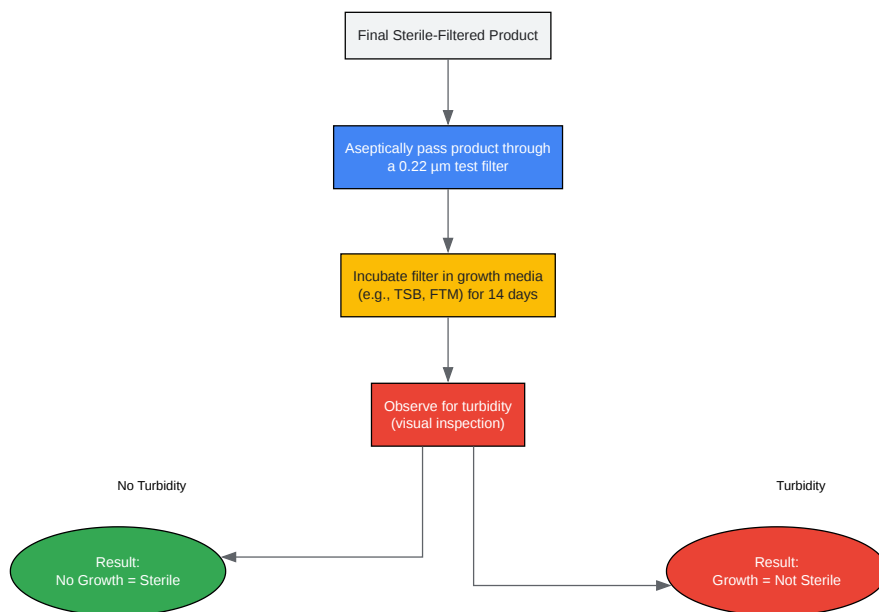 Final Sterile-Filtered Product
Aseptically pass product through
a 0.22 µm test filter
Incubate filter in growth media
(e.g., TSB, FTM) for 14 days
Observe for turbidity
(visual inspection)
No Turbidity
Turbidity
Result:
No Growth = Sterile
Result:
Growth = Not Sterile